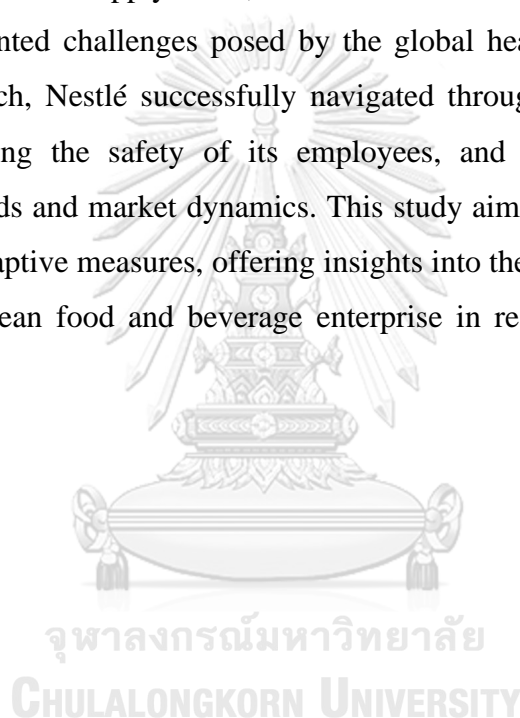 nted challenges posed by the global hea
ch, Nestlé successfully navigated through
ing the safety of its employees, and
ds and market dynamics. This study aim
aptive measures, offering insights into the
ean food and beverage enterprise in re
จุฬาลงกรณ์มหาวิทยาลัย
CHULALONGKORN UNIVERSITY